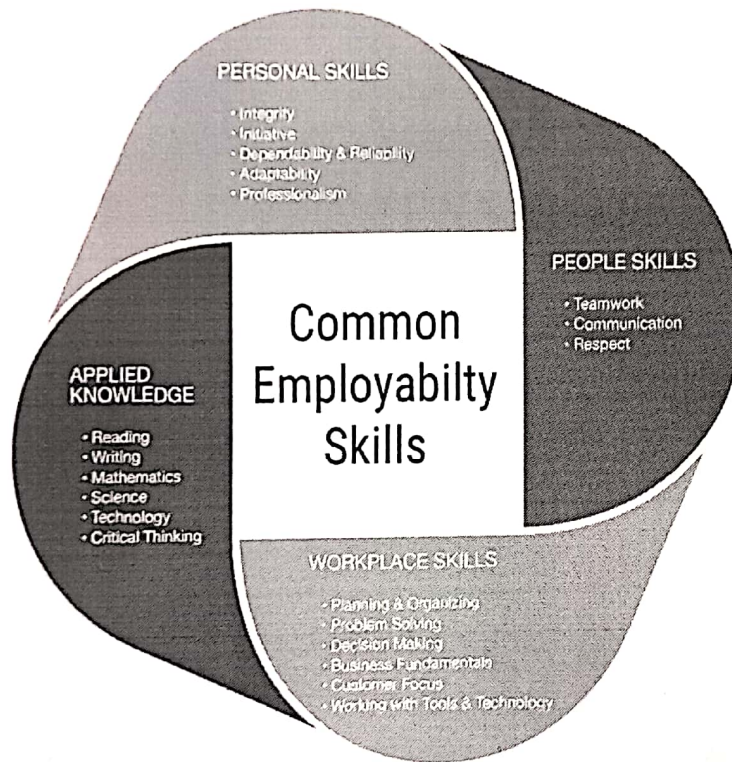 PERSONAL SKILLS
• Integrity
• Initiative
• Dependability & Reliability
• Adaptability
• Professionalism
PEOPLE SKILLS
• Teamwork
• Communication
• Respect
Common
Employabilty
Skills
APPLIED
KNOWLEDGE
• Reading
• Writing
• Mathematics
• Science
• Technology
• Critical Thinking
WORKPLACE SKILLS
• Planning & Organizing
• Problem Solving
• Decision Making
• Business Fundamentals
• Customer Focus
• Working with Tools & Technology